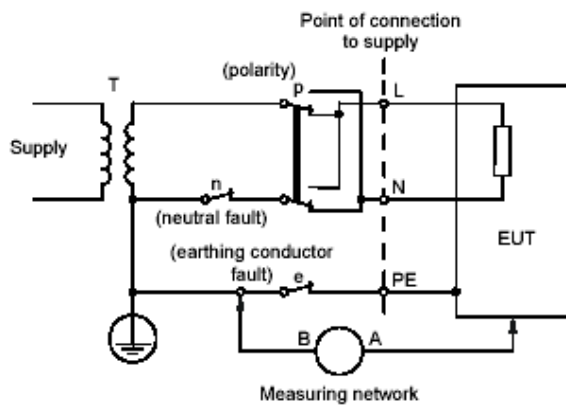 Point of connection
to supply
T
(polarity)
p
L
Supply
n
N
(neutral fault)
EUT
(earthing conductor
fault)
e
PE
B
A
Measuring network